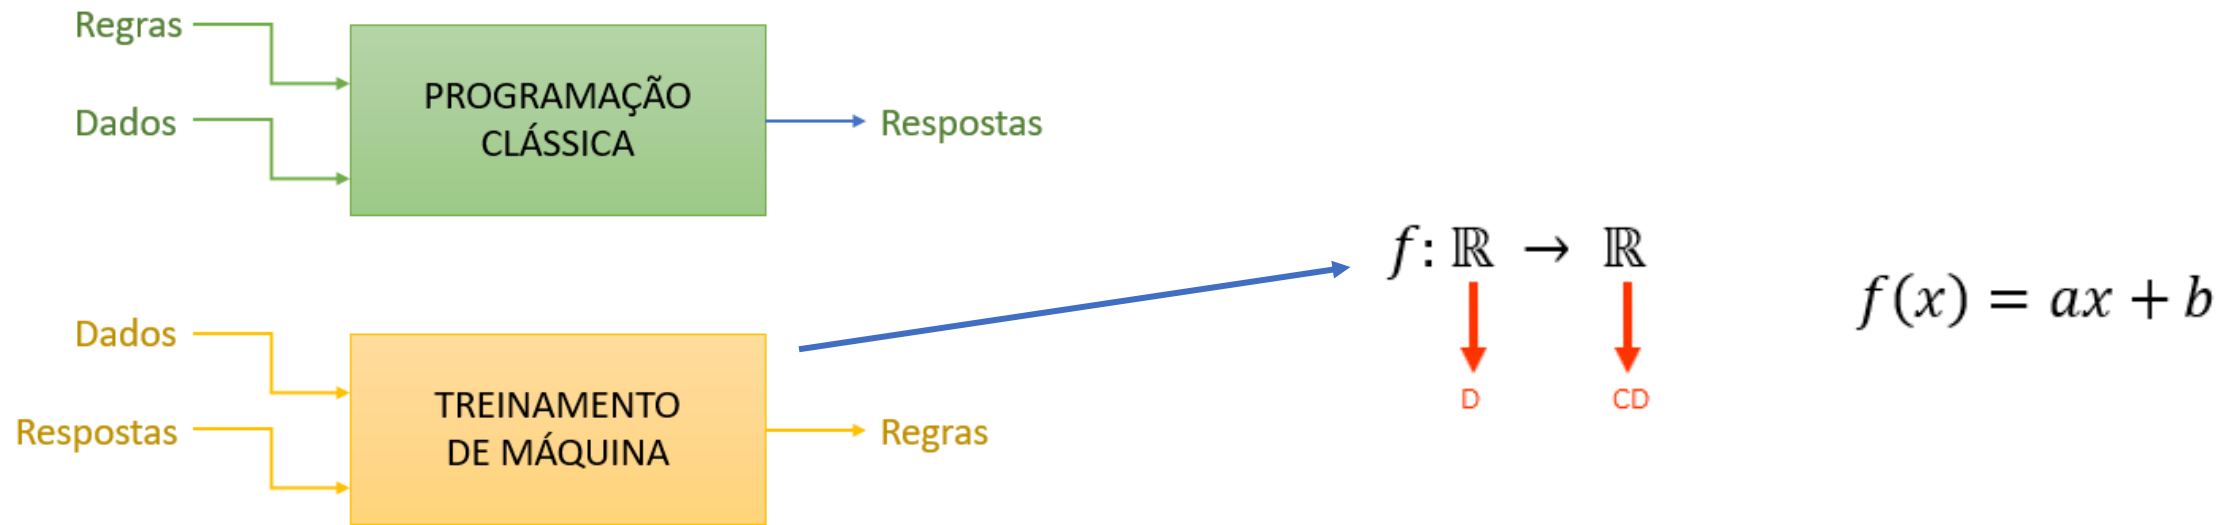 Regras
Dados
PROGRAMAÇÃO
CLÁSSICA
Respostas
Dados
Respostas
TREINAMENTO
DE MÁQUINA
Regras
f: ℝ → ℝ
D
CD
f(x) = ax + b